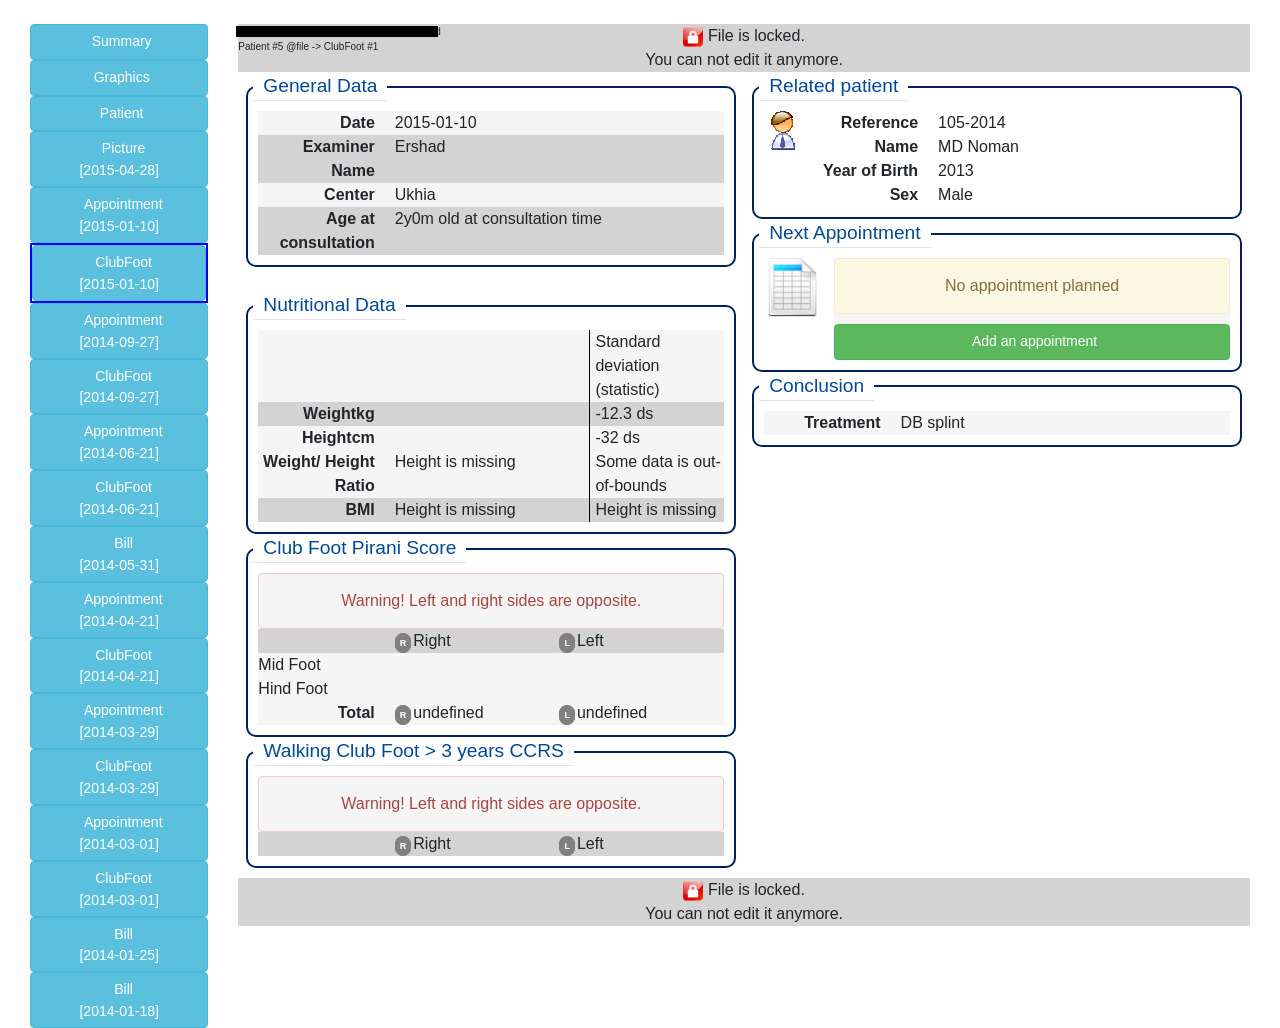 Summary
Graphics
Patient
Picture
[2015-04-28]
Appointment
[2015-01-10]
ClubFoot
[2015-01-10]
Appointment
[2014-09-27]
ClubFoot
[2014-09-27]
Appointment
[2014-06-21]
ClubFoot
[2014-06-21]
Bill
[2014-05-31]
Appointment
[2014-04-21]
ClubFoot
[2014-04-21]
Appointment
[2014-03-29]
ClubFoot
[2014-03-29]
Appointment
[2014-03-01]
ClubFoot
[2014-03-01]
Bill
[2014-01-25]
Bill
[2014-01-18]
Patient #5 @file -> ClubFoot #1
File is locked.
You can not edit it anymore.
General Data
Date 2015-01-10
Examiner Ershad
Name
Center Ukhia
Age at 2y0m old at consultation time
consultation
Nutritional Data
Standard
deviation
(statistic)
Weightkg -12.3 ds
Heightcm -32 ds
Weight/ Height Height is missing Some data is out-
Ratio of-bounds
BMI Height is missing Height is missing
Club Foot Pirani Score
Warning! Left and right sides are opposite.
R Right L Left
Mid Foot
Hind Foot
Total R undefined L undefined
Walking Club Foot > 3 years CCRS
Warning! Left and right sides are opposite.
R Right L Left
Related patient
Reference 105-2014
Name MD Noman
Year of Birth 2013
Sex Male
Next Appointment
No appointment planned
Add an appointment
Conclusion
Treatment DB splint
File is locked.
You can not edit it anymore.